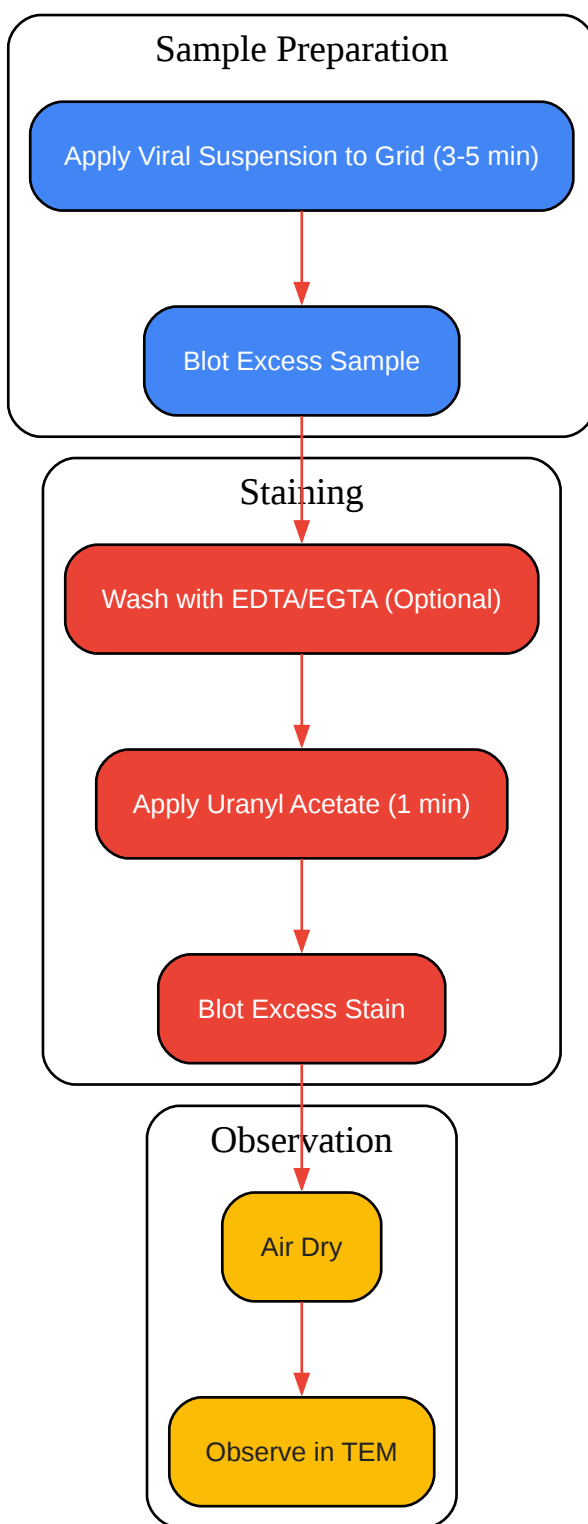 Sample Preparation
Apply Viral Suspension to Grid (3-5 min)
Blot Excess Sample
Staining
Wash with EDTA/EGTA (Optional)
Apply Uranyl Acetate (1 min)
Blot Excess Stain
Observation
Air Dry
Observe in TEM